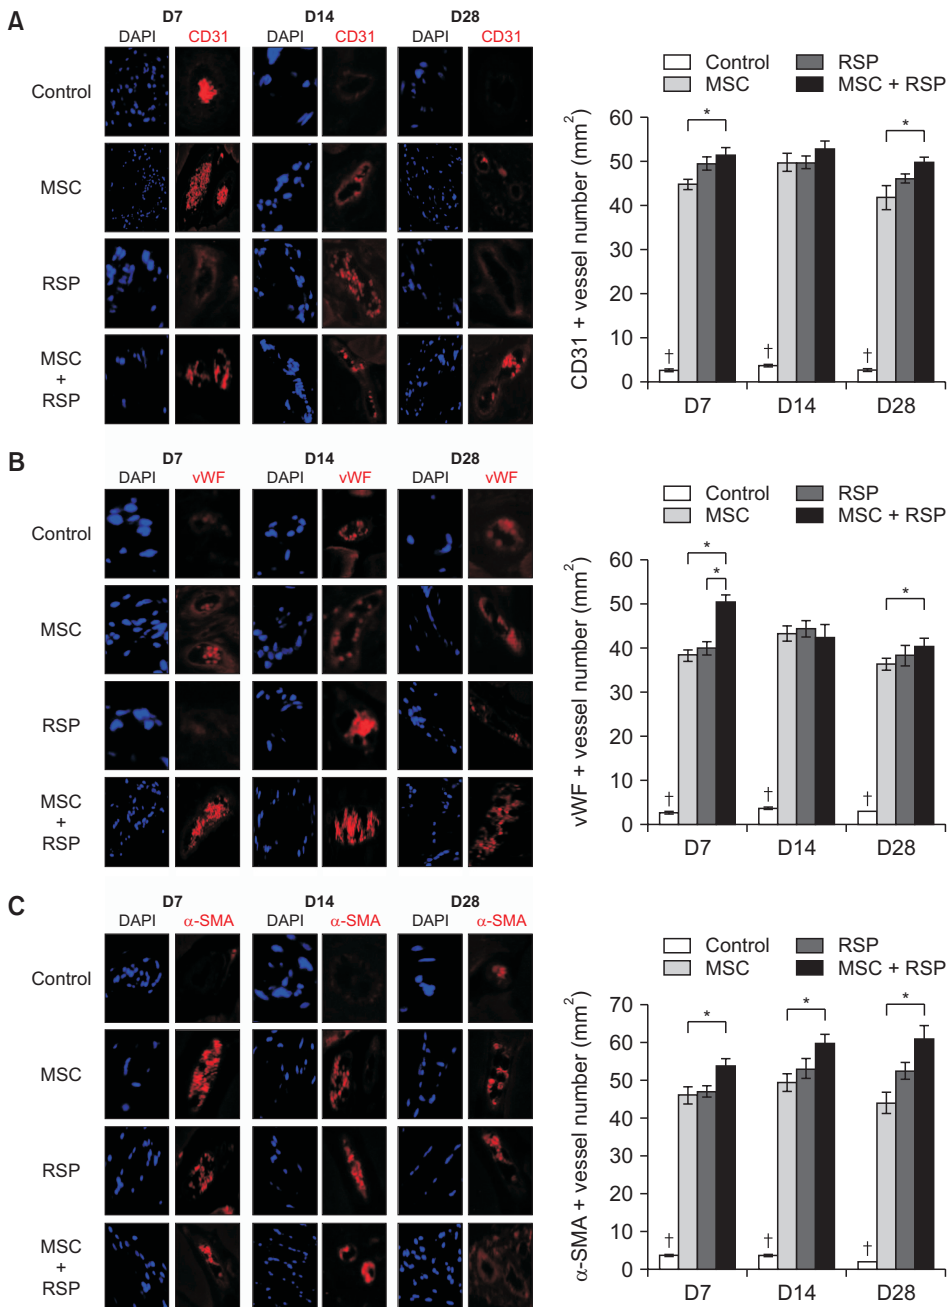 A
D7 D14 D28
DAPI CD31 DAPI CD31 DAPI CD31
Control
MSC
RSP
MSC
+
RSP
Control RSP
MSC MSC + RSP
CD31 + vessel number (mm²)
60
50
40
30
20
10
0
* *
† † †
D7 D14 D28
B
D7 D14 D28
DAPI vWF DAPI vWF DAPI vWF
Control
MSC
RSP
MSC
+
RSP
Control RSP
MSC MSC + RSP
vWF + vessel number (mm²)
60
50
40
30
20
10
0
* * *
† † †
D7 D14 D28
C
D7 D14 D28
DAPI α-SMA DAPI α-SMA DAPI α-SMA
Control
MSC
RSP
MSC
+
RSP
Control RSP
MSC MSC + RSP
α-SMA + vessel number (mm²)
70
60
50
40
30
20
10
0
* * *
† † †
D7 D14 D28